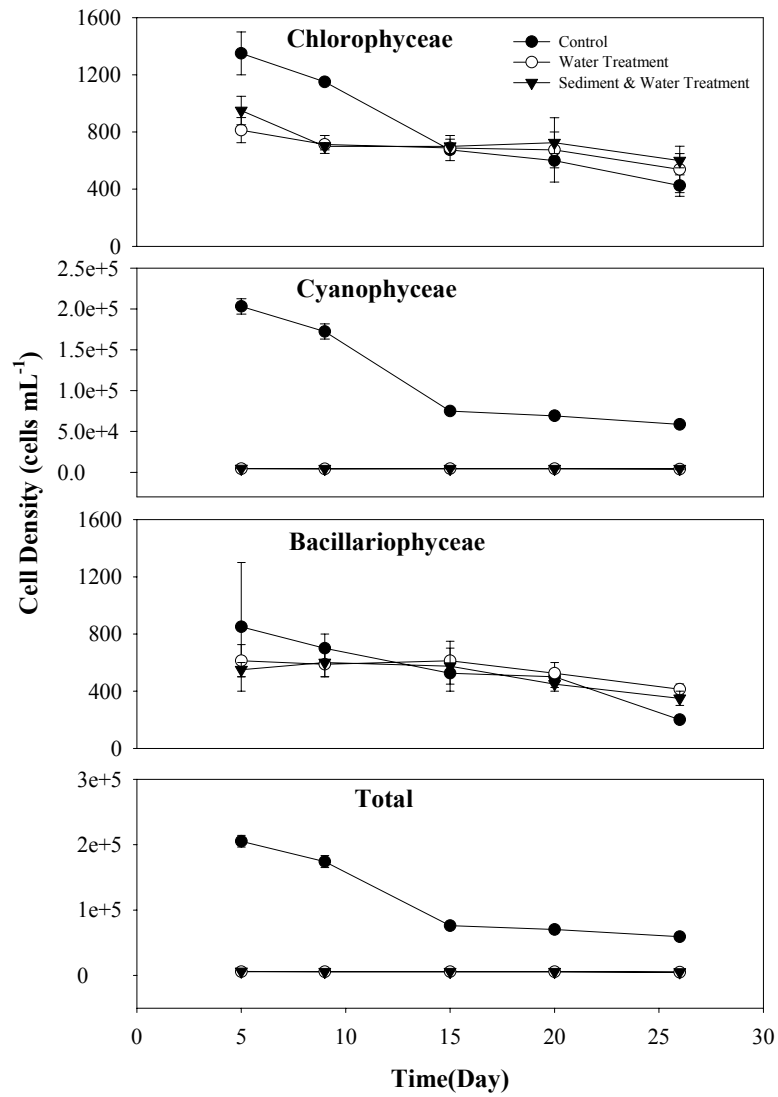 1600
Chlorophyceae
Control
Water Treatment
Sediment & Water Treatment
1200
800
400
0
2.5e+5
Cyanophyceae
2.0e+5
1.5e+5
1.0e+5
5.0e+4
0.0
Cell Density (cells mL-1)
1600
Bacillariophyceae
1200
800
400
0
3e+5
Total
2e+5
1e+5
0
0 5 10 15 20 25 30
Time(Day)